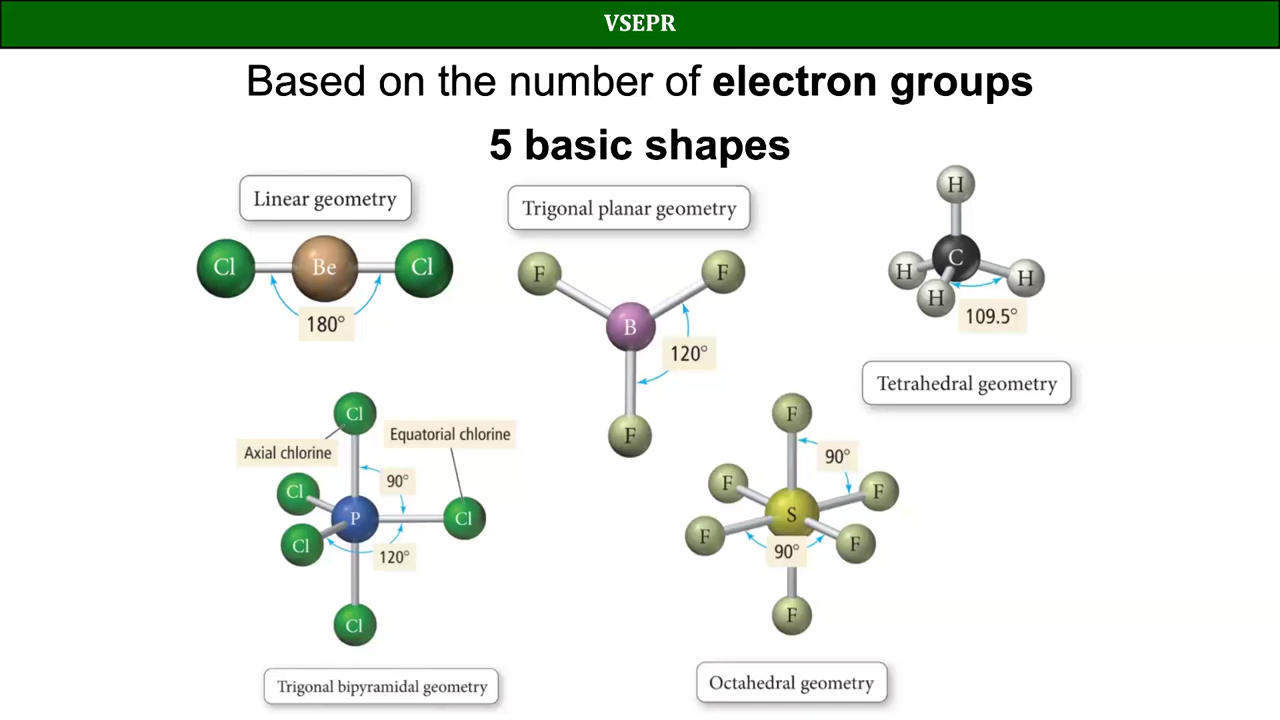 VSEPR
Based on the number of electron groups
5 basic shapes
Linear geometry
Cl
Be
Cl
180°
Trigonal planar geometry
F
F
B
120°
F
H
C
H
H
H
109.5°
Tetrahedral geometry
Cl
Axial chlorine
Equatorial chlorine
90°
Cl
P
Cl
Cl
120°
Cl
Trigonal bipyramidal geometry
F
90°
F
F
S
F
F
90°
F
Octahedral geometry